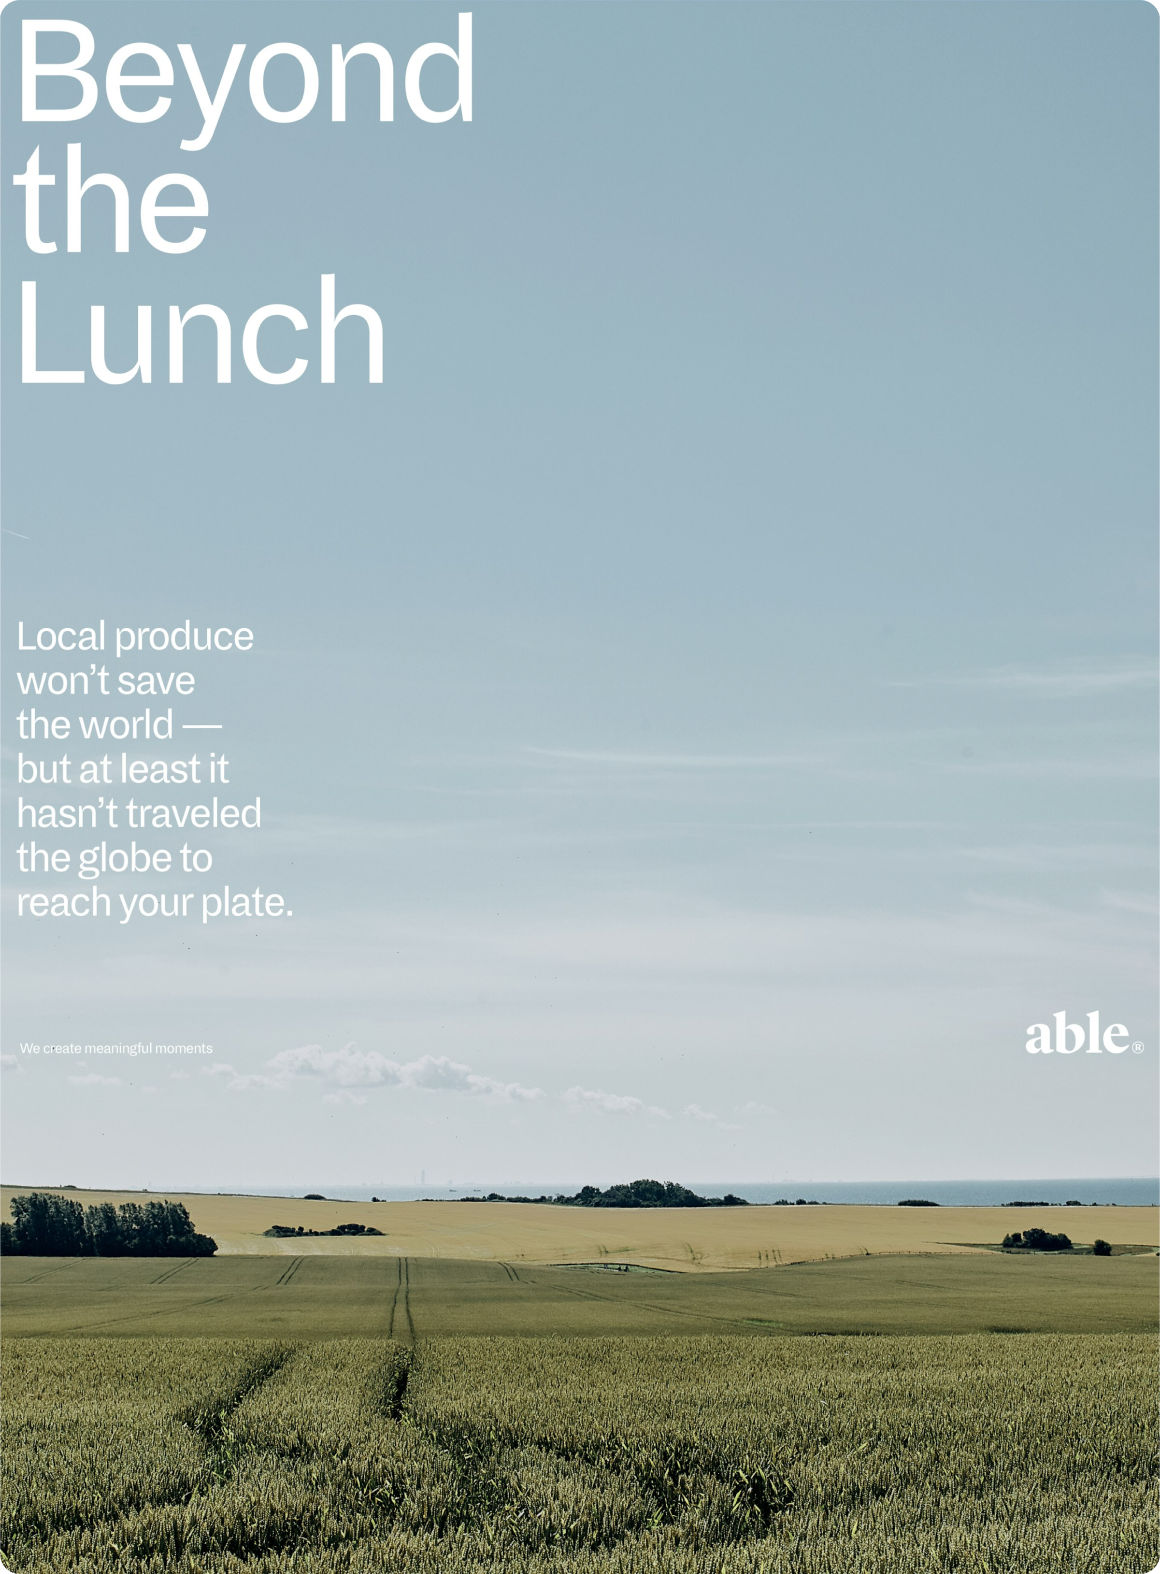 Beyond
the
Lunch
Local produce
won’t save
the world —
but at least it
hasn’t traveled
the globe to
reach your plate.
We create meaningful moments
able®